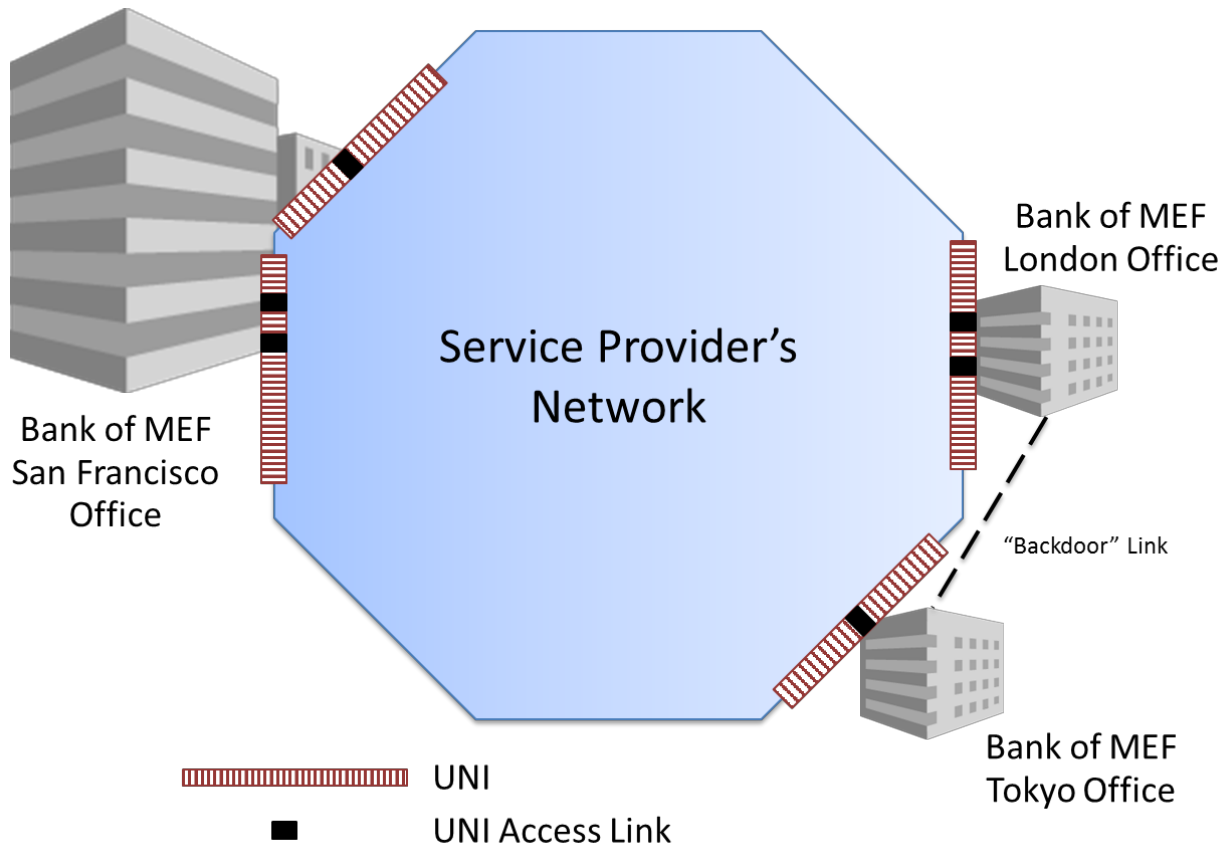 Bank of MEF
London Office
Service Provider’s
Network
Bank of MEF
San Francisco
Office
“Backdoor” Link
Bank of MEF
Tokyo Office
UNI
UNI Access Link